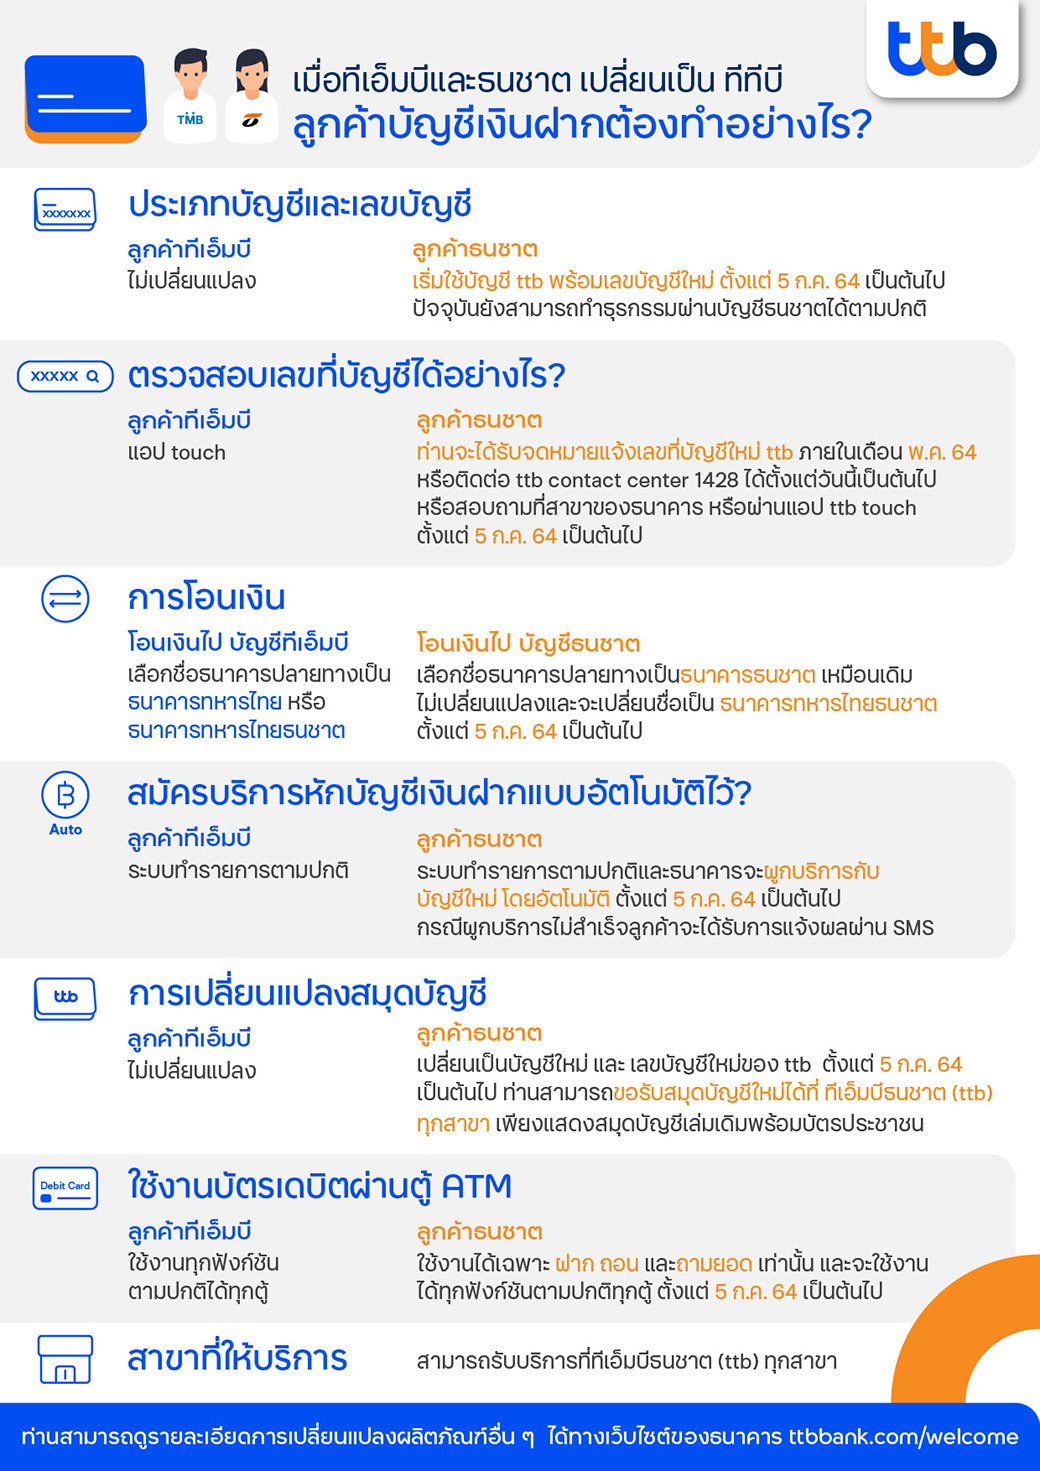 ttb
เมื่อทีเอ็มบีและธนชาต เปลี่ยนเป็น ทีทีบี
TMB
ลูกค้าบัญชีเงินฝากต้องทำอย่างไร?
xxxxxxx
ประเภทบัญชีและเลขบัญชี
ลูกค้าทีเอ็มบี
ไม่เปลี่ยนแปลง
ลูกค้าธนชาต
เริ่มใช้บัญชี ttb พร้อมเลขบัญชีใหม่ ตั้งแต่ 5 ก.ค. 64 เป็นต้นไป
ปัจจุบันยังสามารถทำธุรกรรมผ่านบัญชีธนชาตได้ตามปกติ
xxxxx
ตรวจสอบเลขที่บัญชีได้อย่างไร?
ลูกค้าทีเอ็มบี
แอป touch
ลูกค้าธนชาต
ท่านจะได้รับจดหมายแจ้งเลขที่บัญชีใหม่ ttb ภายในเดือน พ.ค. 64
หรือติดต่อ ttb contact center 1428 ได้ตั้งแต่วันนี้เป็นต้นไป
หรือสอบถามที่สาขาของธนาคาร หรือผ่านแอป ttb touch
ตั้งแต่ 5 ก.ค. 64 เป็นต้นไป
การโอนเงิน
โอนเงินไป บัญชีทีเอ็มบี
เลือกชื่อธนาคารปลายทางเป็น
ธนาคารทหารไทย หรือ
ธนาคารทหารไทยธนชาต
โอนเงินไป บัญชีธนชาต
เลือกชื่อธนาคารปลายทางเป็นธนาคารธนชาต เหมือนเดิม
ไม่เปลี่ยนแปลงและจะเปลี่ยนชื่อเป็น ธนาคารทหารไทยธนชาต
ตั้งแต่ 5 ก.ค. 64 เป็นต้นไป
Auto
สมัครบริการหักบัญชีเงินฝากแบบอัตโนมัติไว้?
ลูกค้าทีเอ็มบี
ระบบทำรายการตามปกติ
ลูกค้าธนชาต
ระบบทำรายการตามปกติและธนาคารจะผูกบริการกับ
บัญชีใหม่ โดยอัตโนมัติ ตั้งแต่ 5 ก.ค. 64 เป็นต้นไป
กรณีผูกบริการไม่สำเร็จลูกค้าจะได้รับการแจ้งผลผ่าน SMS
ttb
การเปลี่ยนแปลงสมุดบัญชี
ลูกค้าทีเอ็มบี
ไม่เปลี่ยนแปลง
ลูกค้าธนชาต
เปลี่ยนเป็นบัญชีใหม่ และ เลขบัญชีใหม่ของ ttb ตั้งแต่ 5 ก.ค. 64
เป็นต้นไป ท่านสามารถขอรับสมุดบัญชีใหม่ได้ที่ ทีเอ็มบีธนชาต (ttb)
ทุกสาขา เพียงแสดงสมุดบัญชีเล่มเดิมพร้อมบัตรประชาชน
Debit Card
ใช้งานบัตรเดบิตผ่านตู้ ATM
ลูกค้าทีเอ็มบี
ใช้งานทุกฟังก์ชัน
ตามปกติได้ทุกตู้
ลูกค้าธนชาต
ใช้งานได้เฉพาะ ฝาก ถอน และถามยอด เท่านั้น และจะใช้งาน
ได้ทุกฟังก์ชันตามปกติทุกตู้ ตั้งแต่ 5 ก.ค. 64 เป็นต้นไป
สาขาที่ให้บริการ
สามารถรับบริการที่ทีเอ็มบีธนชาต (ttb) ทุกสาขา
ท่านสามารถดูรายละเอียดการเปลี่ยนแปลงผลิตภัณฑ์อื่น ๆ ได้ทางเว็บไซต์ของธนาคาร ttbbank.com/welcome